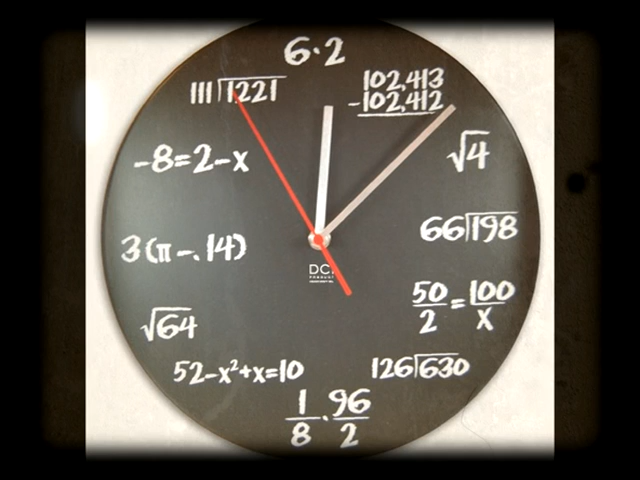 6·2
111⟌1221
102,413
-102,412
-8=2-x
√4
3(π-.14)
66⟌198
50/2=100/x
√64
52-x²+x=10
126⟌630
1/8·96/2